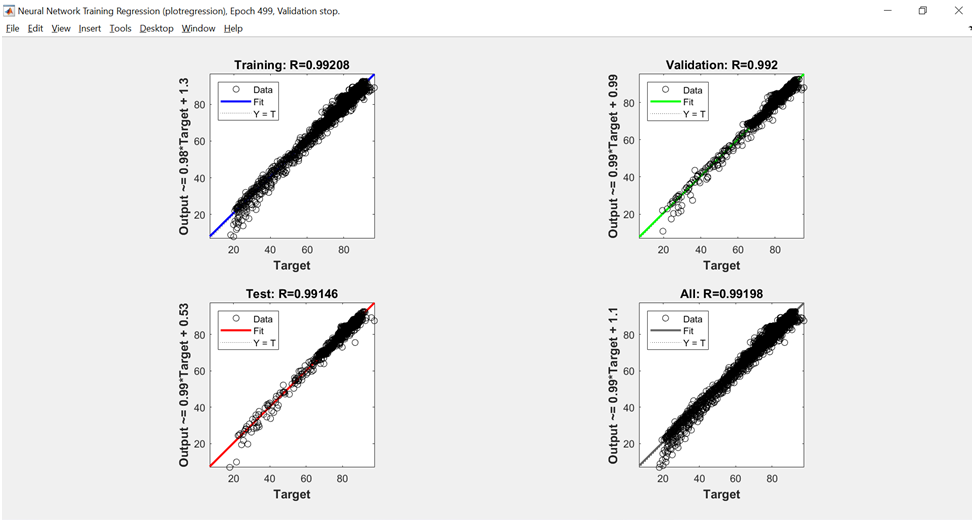 Neural Network Training Regression (plotregression), Epoch 499, Validation stop.
File Edit View Insert Tools Desktop Window Help
Training: R=0.99208
Output ~= 0.98*Target + 1.3
Data
Fit
Y = T
80
60
40
20
20 40 60 80
Target
Validation: R=0.992
Output ~= 0.99*Target + 0.99
Data
Fit
Y = T
80
60
40
20
20 40 60 80
Target
Test: R=0.99146
Output ~= 0.99*Target + 0.53
Data
Fit
Y = T
80
60
40
20
20 40 60 80
Target
All: R=0.99198
Output ~= 0.99*Target + 1.1
Data
Fit
Y = T
80
60
40
20
20 40 60 80
Target